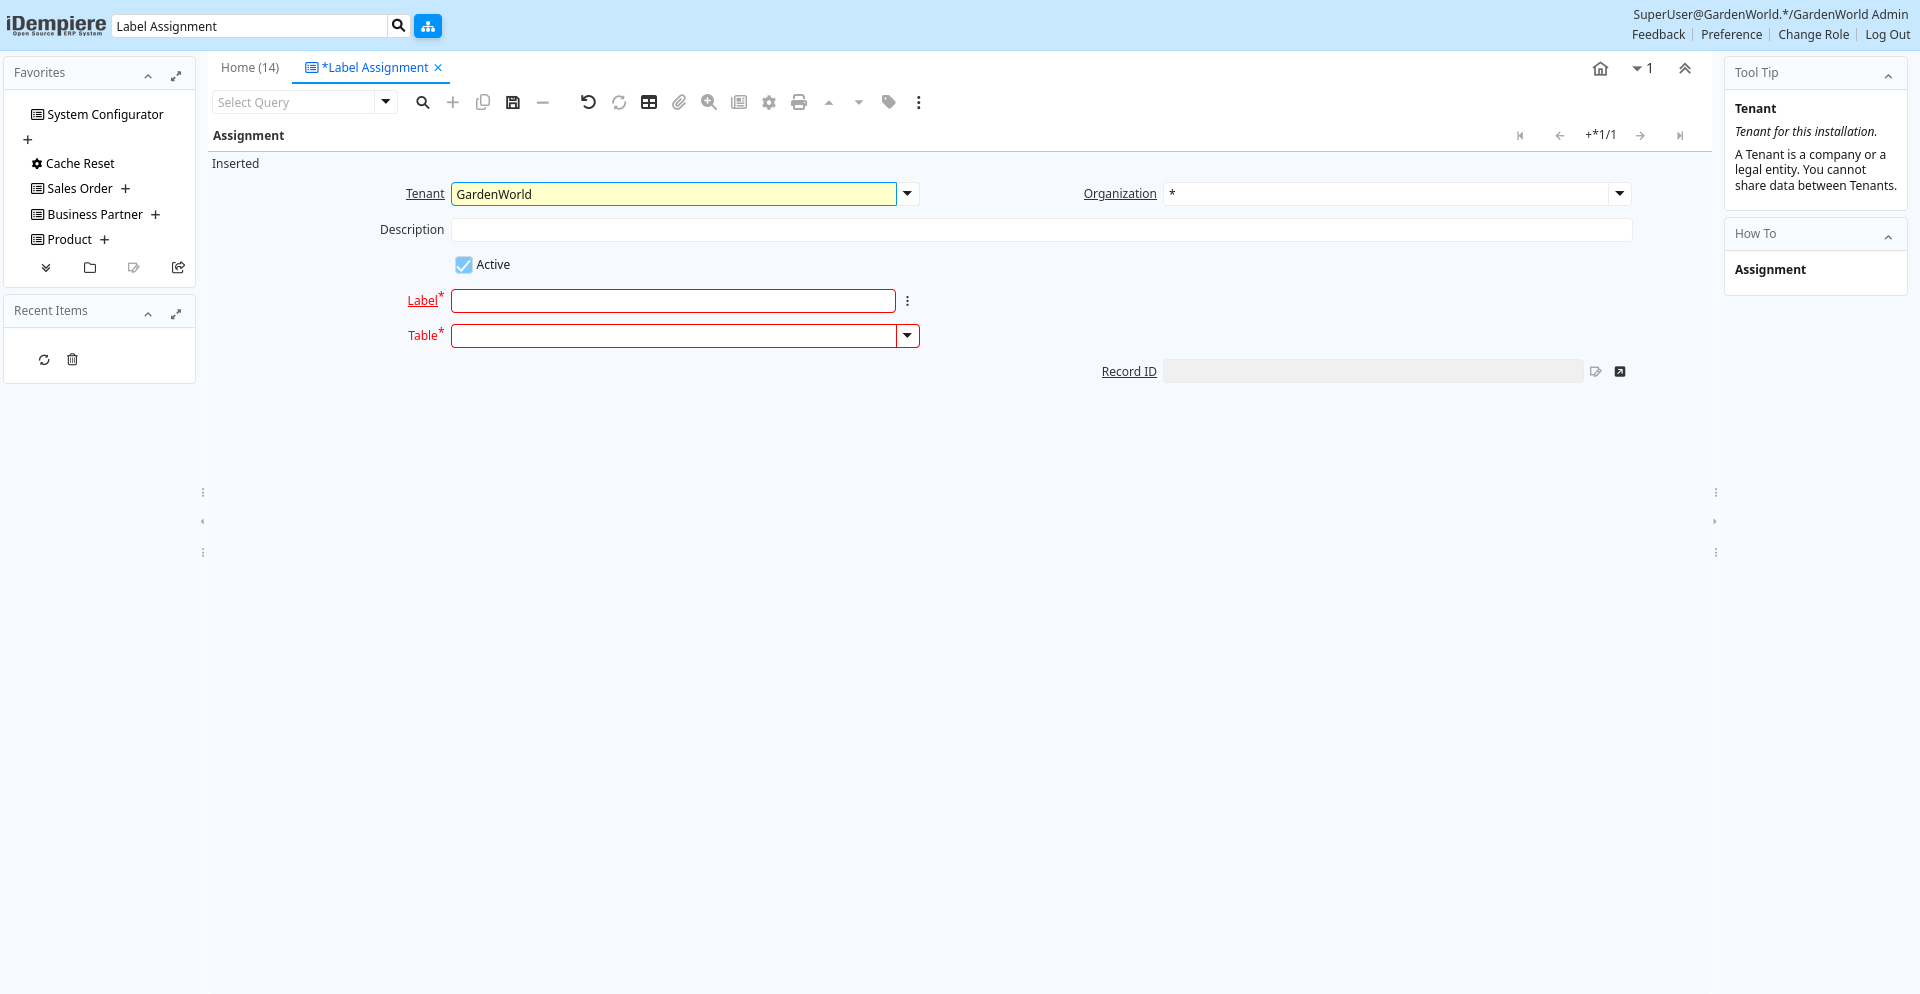 iDempiere
Open Source ERP System
Label Assignment
SuperUser@GardenWorld.*/GardenWorld Admin
Feedback
Preference
Change Role
Log Out
Favorites
System Configurator
Cache Reset
Sales Order
Business Partner
Product
Recent Items
Home (14)
*Label Assignment
1
Select Query
Assignment
+*1/1
Inserted
Tenant
GardenWorld
Organization
*
Description
Active
Label*
Table*
Record ID
Tool Tip
Tenant
Tenant for this installation.
A Tenant is a company or a
legal entity. You cannot
share data between Tenants.
How To
Assignment